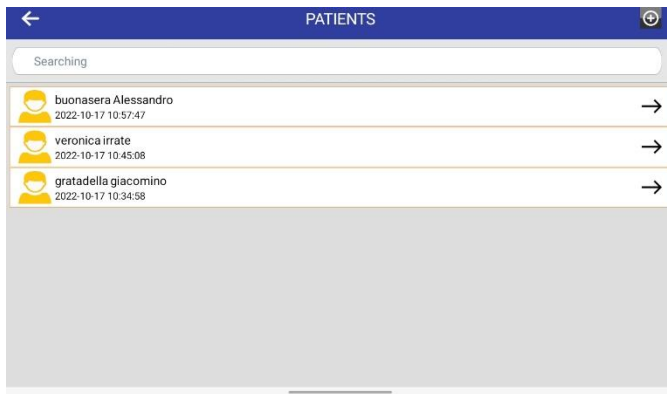 PATIENTS
Searching
buonasera Alessandro
2022-10-17 10:57:47
veronica irrate
2022-10-17 10:45:08
gratadella giacomino
2022-10-17 10:34:58